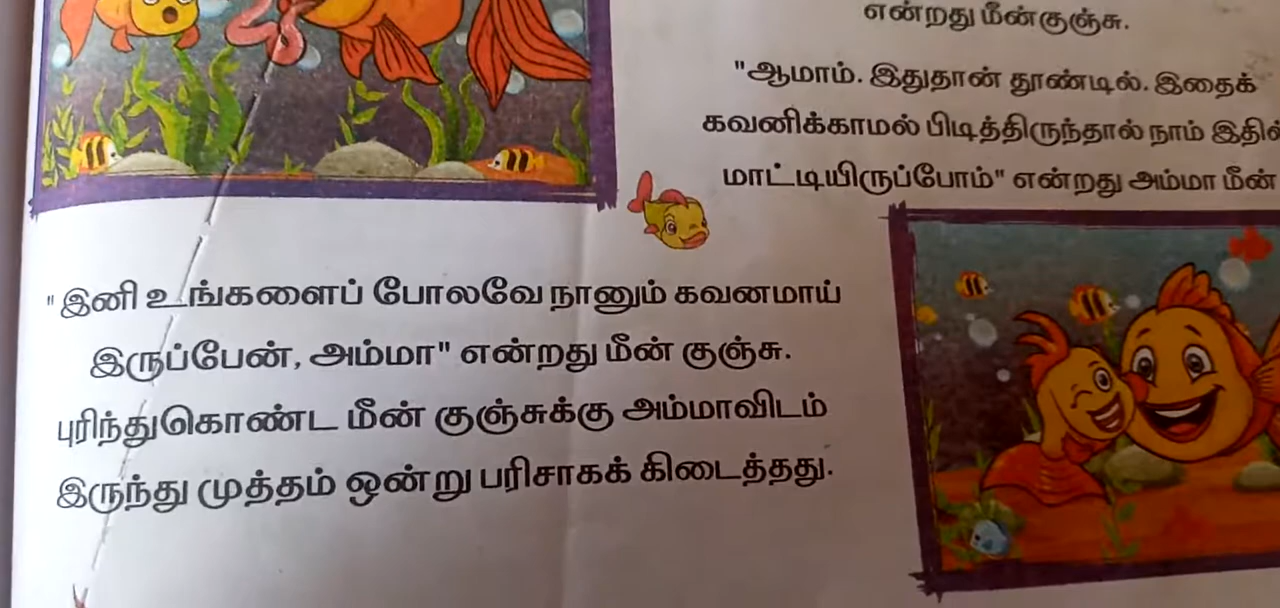 என்றது மீன்குஞ்சு.
"ஆமாம். இதுதான் தூண்டில். இதைக்
கவனிக்காமல் பிடித்திருந்தால் நாம் இதில்
மாட்டியிருப்போம்" என்றது அம்மா மீன்
"இனி உங்களைப் போலவே நானும் கவனமாய்
இருப்பேன், அம்மா" என்றது மீன் குஞ்சு.
புரிந்துகொண்ட மீன் குஞ்சுக்கு அம்மாவிடம்
இருந்து முத்தம் ஒன்று பரிசாகக் கிடைத்தது.